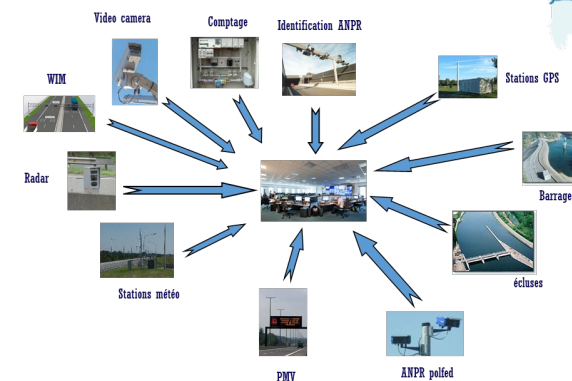 Video camera
Comptage
Identification ANPR
WIM
Stations GPS
Radar
Barrage
Stations météo
écluses
PMV
ANPR polfed